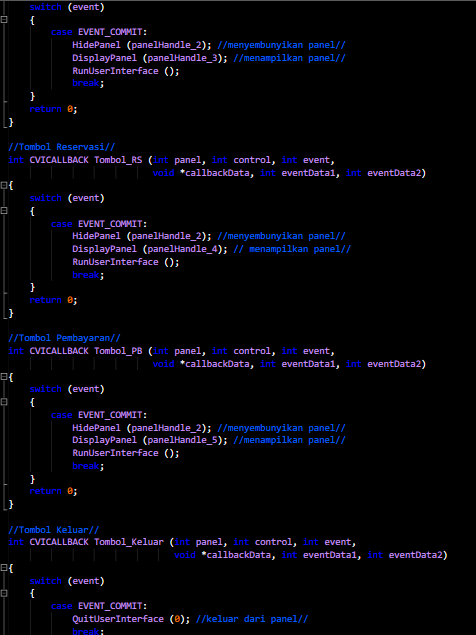 switch (event)
{
case EVENT_COMMIT:
HidePanel (panelHandle_2); //menyembunyikan panel//
DisplayPanel (panelHandle_3); //menampilkan panel//
RunUserInterface ();
break;
}
return 0;
}
//Tombol Reservasi//
int CVICALLBACK Tombol_RS (int panel, int control, int event,
void *callbackData, int eventData1, int eventData2)
{
switch (event)
{
case EVENT_COMMIT:
HidePanel (panelHandle_2); //menyembunyikan panel//
DisplayPanel (panelHandle_4); // menampilkan panel//
RunUserInterface ();
break;
}
return 0;
}
//Tombol Pembayaran//
int CVICALLBACK Tombol_PB (int panel, int control, int event,
void *callbackData, int eventData1, int eventData2)
{
switch (event)
{
case EVENT_COMMIT:
HidePanel (panelHandle_2); //menyembunyikan panel//
DisplayPanel (panelHandle_5); //menampilkan panel//
RunUserInterface ();
break;
}
return 0;
}
//Tombol Keluar//
int CVICALLBACK Tombol_Keluar (int panel, int control, int event,
void *callbackData, int eventData1, int eventData2)
{
switch (event)
{
case EVENT_COMMIT:
QuitUserInterface (0); //keluar dari panel//
break;